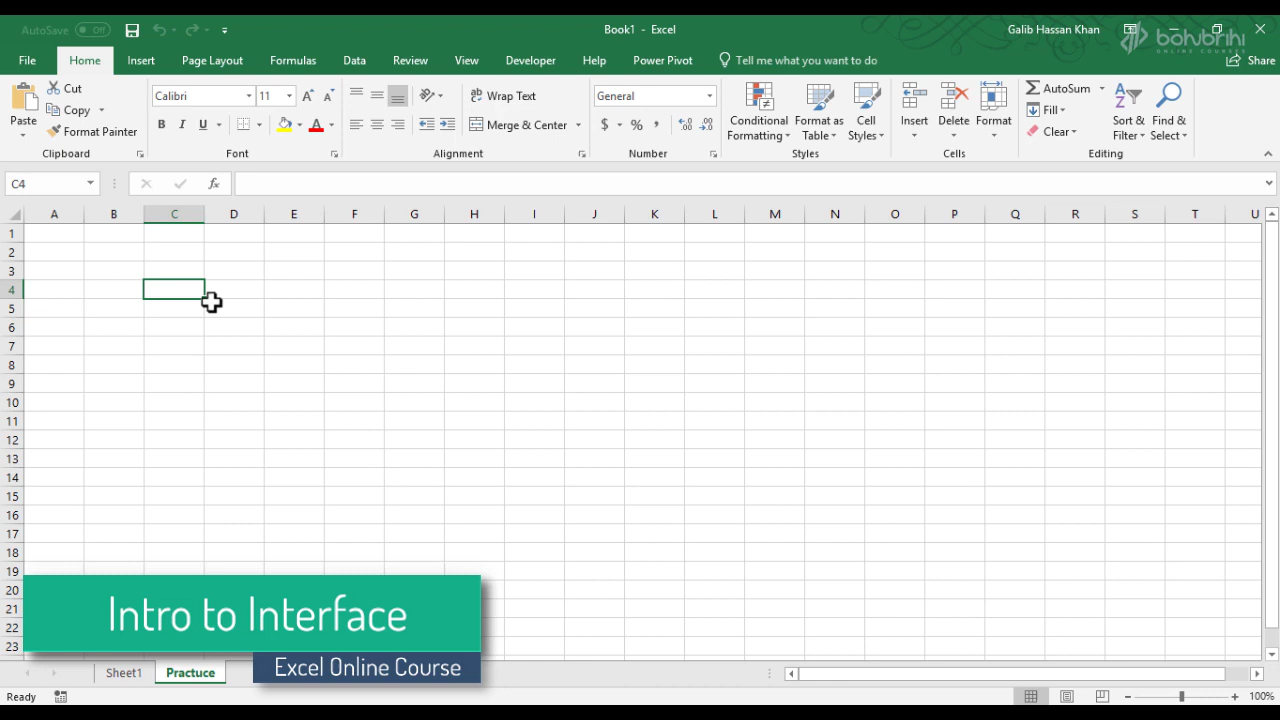 AutoSave Off
Book1 - Excel
Galib Hassan Khan
bohubrihi
ONLINE COURSES
File Home Insert Page Layout Formulas Data Review View Developer Help Power Pivot Tell me what you want to do Share
Paste
Cut
Copy
Format Painter
Clipboard
Calibri 11
B I U A
Font
Wrap Text
Merge & Center
Alignment
General
$ % ,
Number
Conditional Formatting
Format as Table
Cell Styles
Styles
Insert Delete Format
Cells
AutoSum
Fill
Clear
Sort & Filter
Find & Select
Editing
C4 fx
A B C D E F G H I J K L M N O P Q R S T U
1
2
3
4
5
6
7
8
9
10
11
12
13
14
15
16
17
18
19
20
21
22
23
Intro to Interface
Excel Online Course
Sheet1 Practuce
Ready
100%